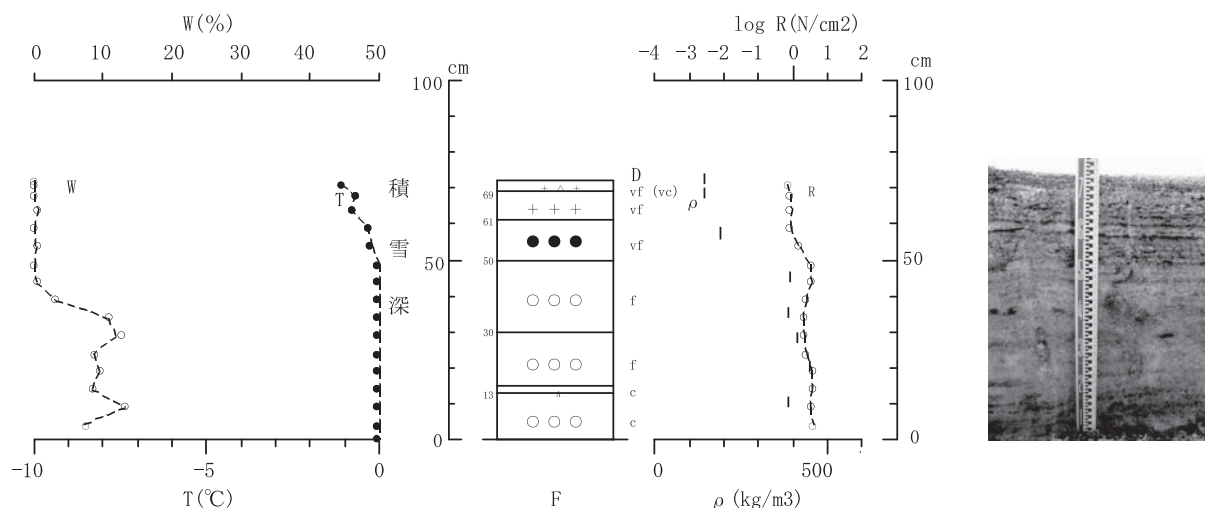 W(%)
0 10 20 30 40 50
log R(N/cm2)
-4 -3 -2 -1 0 1 2
cm
100
50
0
W
T
積
雪
深
-10 -5 0
T(℃)
D
69 vf (vc)
vf
61
vf
50
f
30
f
c
13
c
F
ρ
R
cm
100
50
0
0 500
ρ (kg/m3)